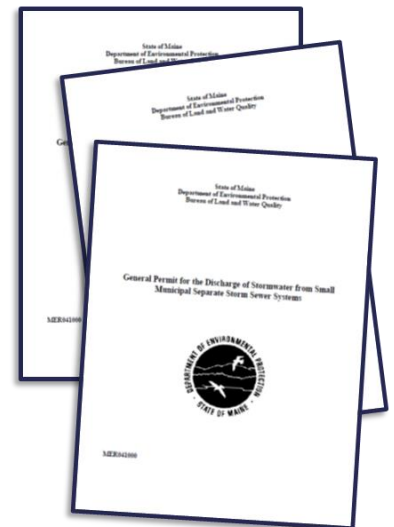 State of Maine
Department of Environmental Protection
Bureau of Land and
State of Maine
Department of Environmental Protection
Bureau of Land and Water Quality
State of Maine
Department of Environmental Protection
Bureau of Land and Water Quality
General Permit for the Discharge of Stormwater from Small
Municipal Separate Storm Sewer Systems
DEPARTMENT OF ENVIRONMENTAL PROTECTION
STATE OF MAINE
MER041000
MER041000